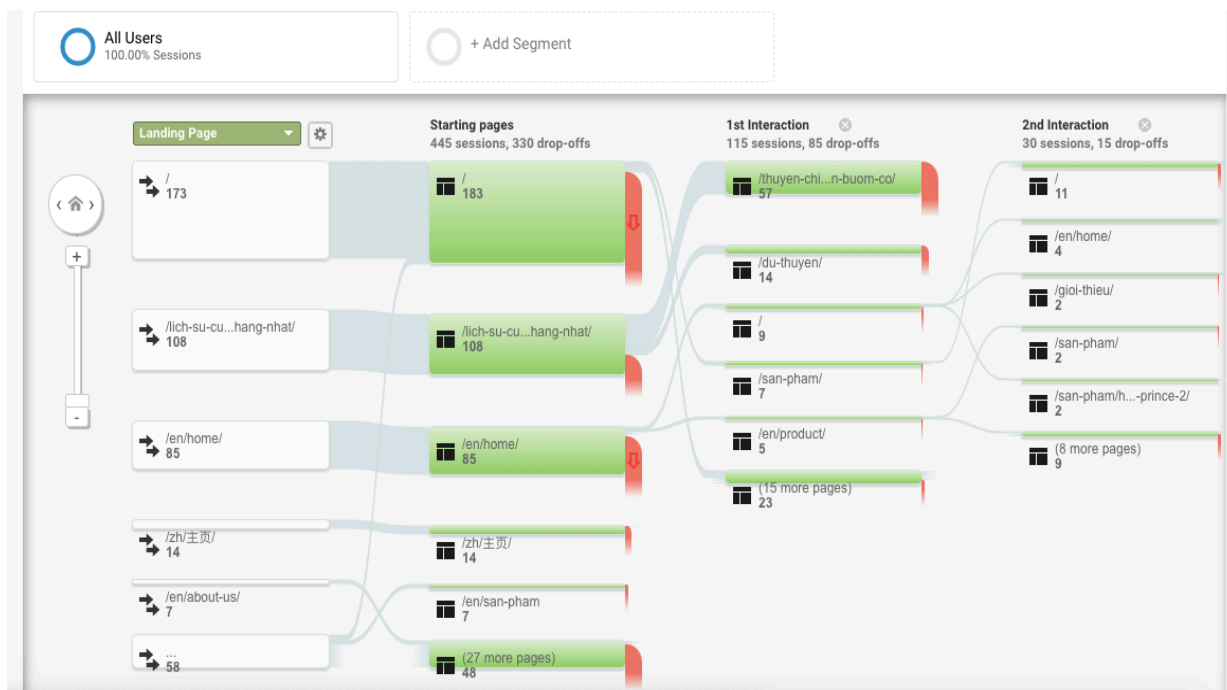 All Users
100.00% Sessions
+ Add Segment
Landing Page
/
173
/lich-su-cu...hang-nhat/
108
/en/home/
85
/zh/主页/
14
/en/about-us/
7
...
58
+
-
Starting pages
445 sessions, 330 drop-offs
/
183
/lich-su-cu...hang-nhat/
108
/en/home/
85
/zh/主页/
14
/en/san-pham
7
(27 more pages)
48
1st Interaction
115 sessions, 85 drop-offs
/thuyen-chi...n-buom-co/
57
/du-thuyen/
14
/
9
/san-pham/
7
/en/product/
5
(15 more pages)
23
2nd Interaction
30 sessions, 15 drop-offs
/
11
/en/home/
4
/gioi-thieu/
2
/san-pham/
2
/san-pham/h...-prince-2/
2
(8 more pages)
9